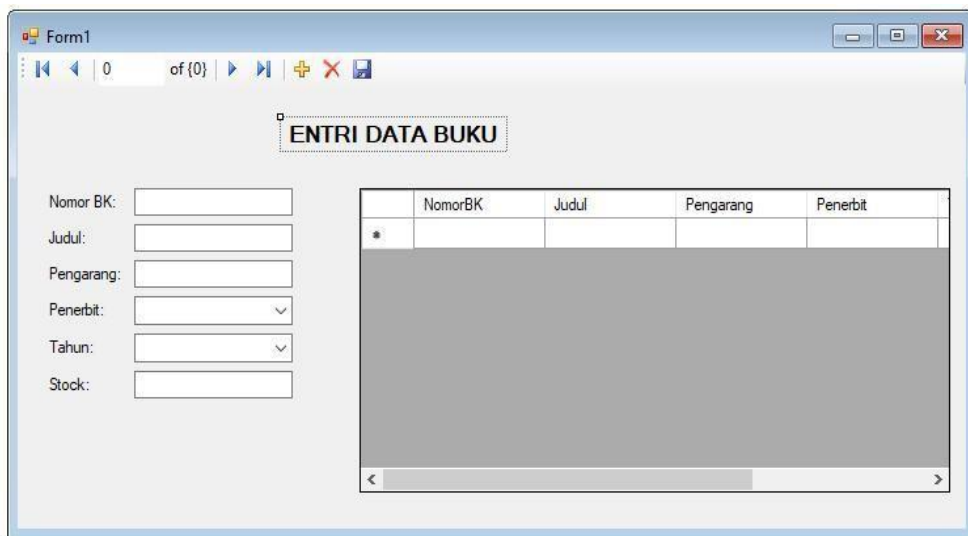 Form1
0 of {0}
ENTRI DATA BUKU
Nomor BK:
Judul:
Pengarang:
Penerbit:
Tahun:
Stock:
NomorBK Judul Pengarang Penerbit